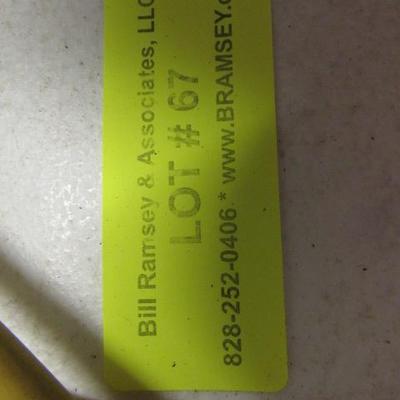 Bill Ramsey & Associates, LLC
LOT # 67
828-252-0406 * www.BRAMSEY.c